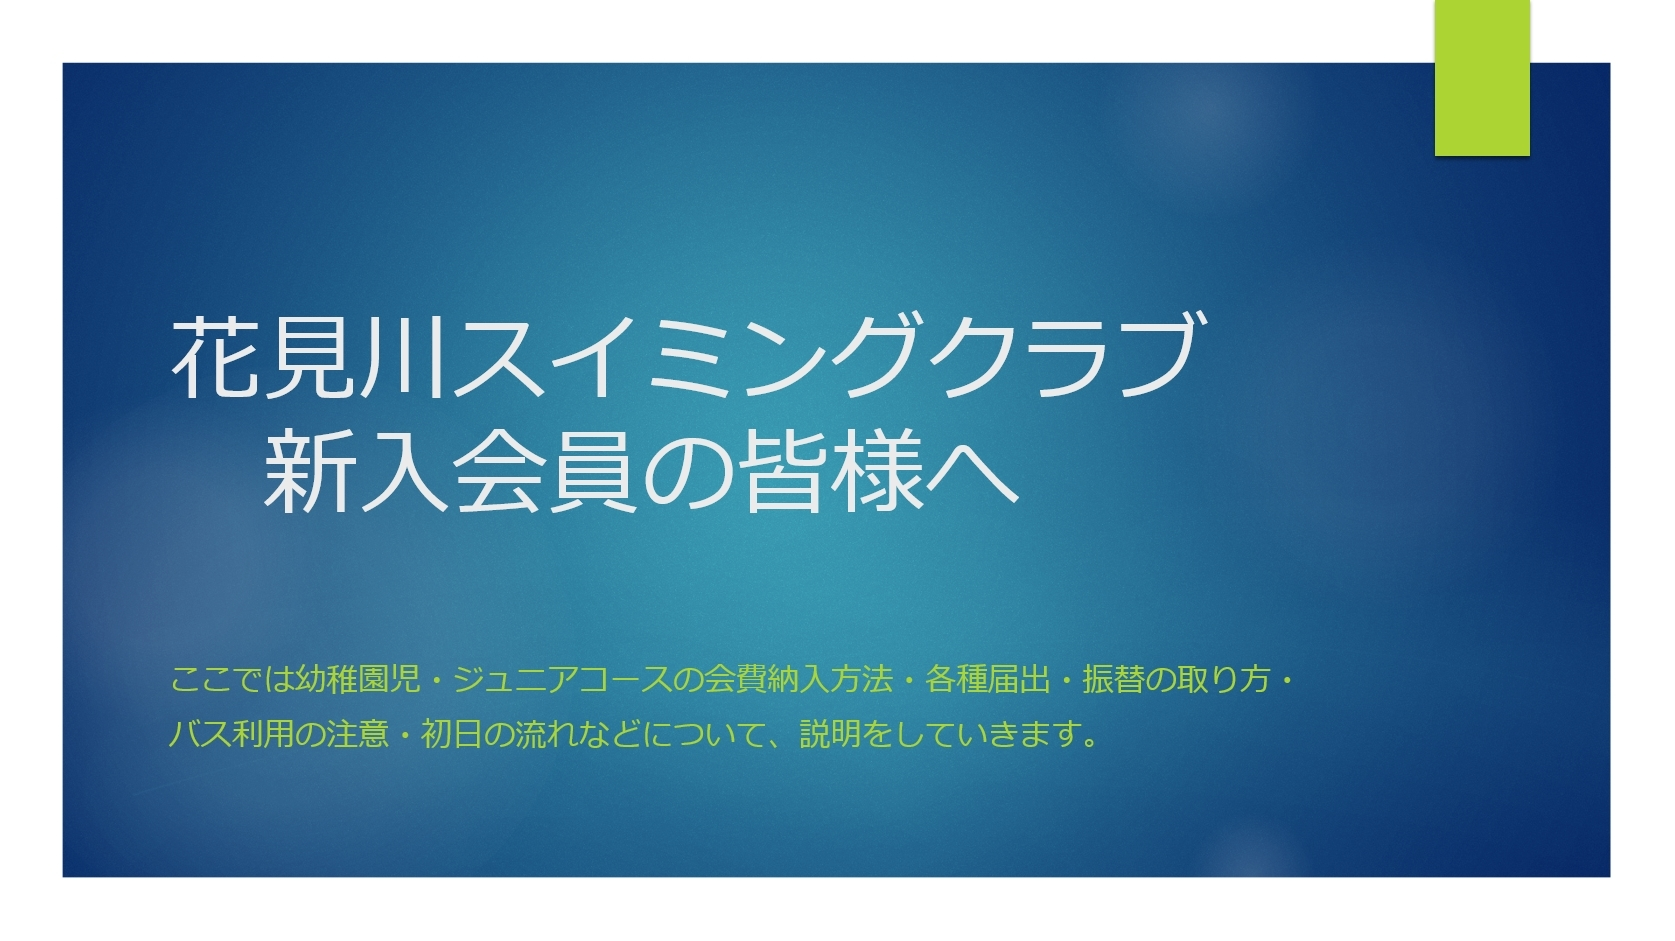 花見川スイミングクラブ
新入会員の皆様へ
ここでは幼稚園児・ジュニアコースの会費納入方法・各種届出・振替の取り方・
バス利用の注意・初日の流れなどについて、説明をしていきます。